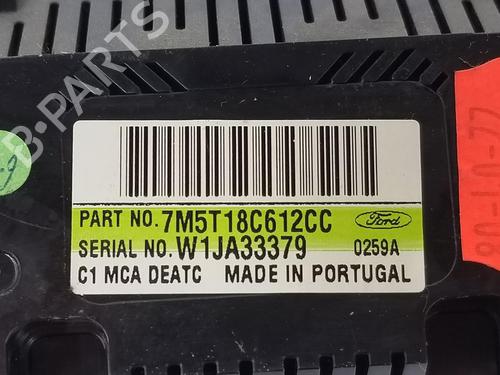 B-PARTS
PART NO. 7M5T18C612CC
Ford
SERIAL NO. W1JA33379 0259A
C1 MCA DEATC MADE IN PORTUGAL